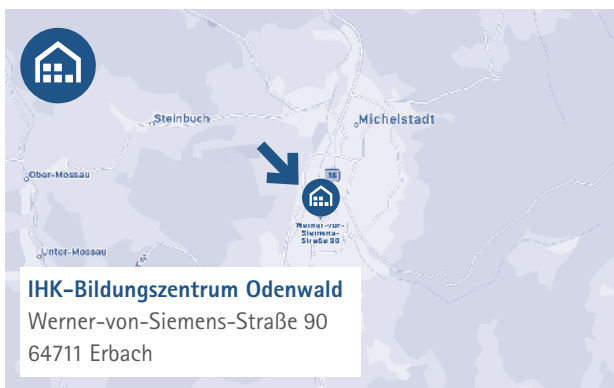 Steinbuch
Michelstadt
Ober-Mossau
Werner-von-
Siemens-
Straße 90
Unter-Mossau
IHK-Bildungszentrum Odenwald
Werner-von-Siemens-Straße 90
64711 Erbach